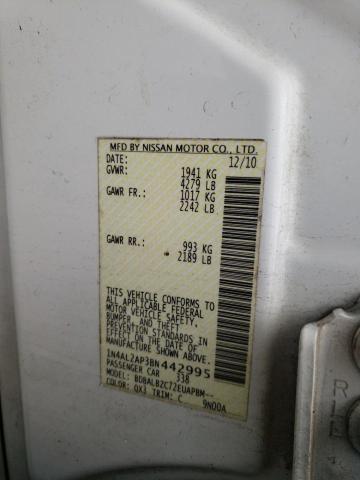 MFD BY NISSAN MOTOR CO., LTD.
DATE: 12/10
GVWR: 1941 KG
4279 LB
GAWR FR.: 1017 KG
2242 LB
GAWR RR.: 993 KG
2189 LB
THIS VEHICLE CONFORMS TO
ALL APPLICABLE FEDERAL
MOTOR VEHICLE SAFETY,
BUMPER, AND THEFT
PREVENTION STANDARDS
IN EFFECT ON THE DATE OF
MANUFACTURE SHOWN ABOVE.
1N4AL2AP3BN442995
PASSENGER CAR 338
MODEL: BDBALB2C72EUAPBM--
COLOR: QX3 TRIM: C 9N00A